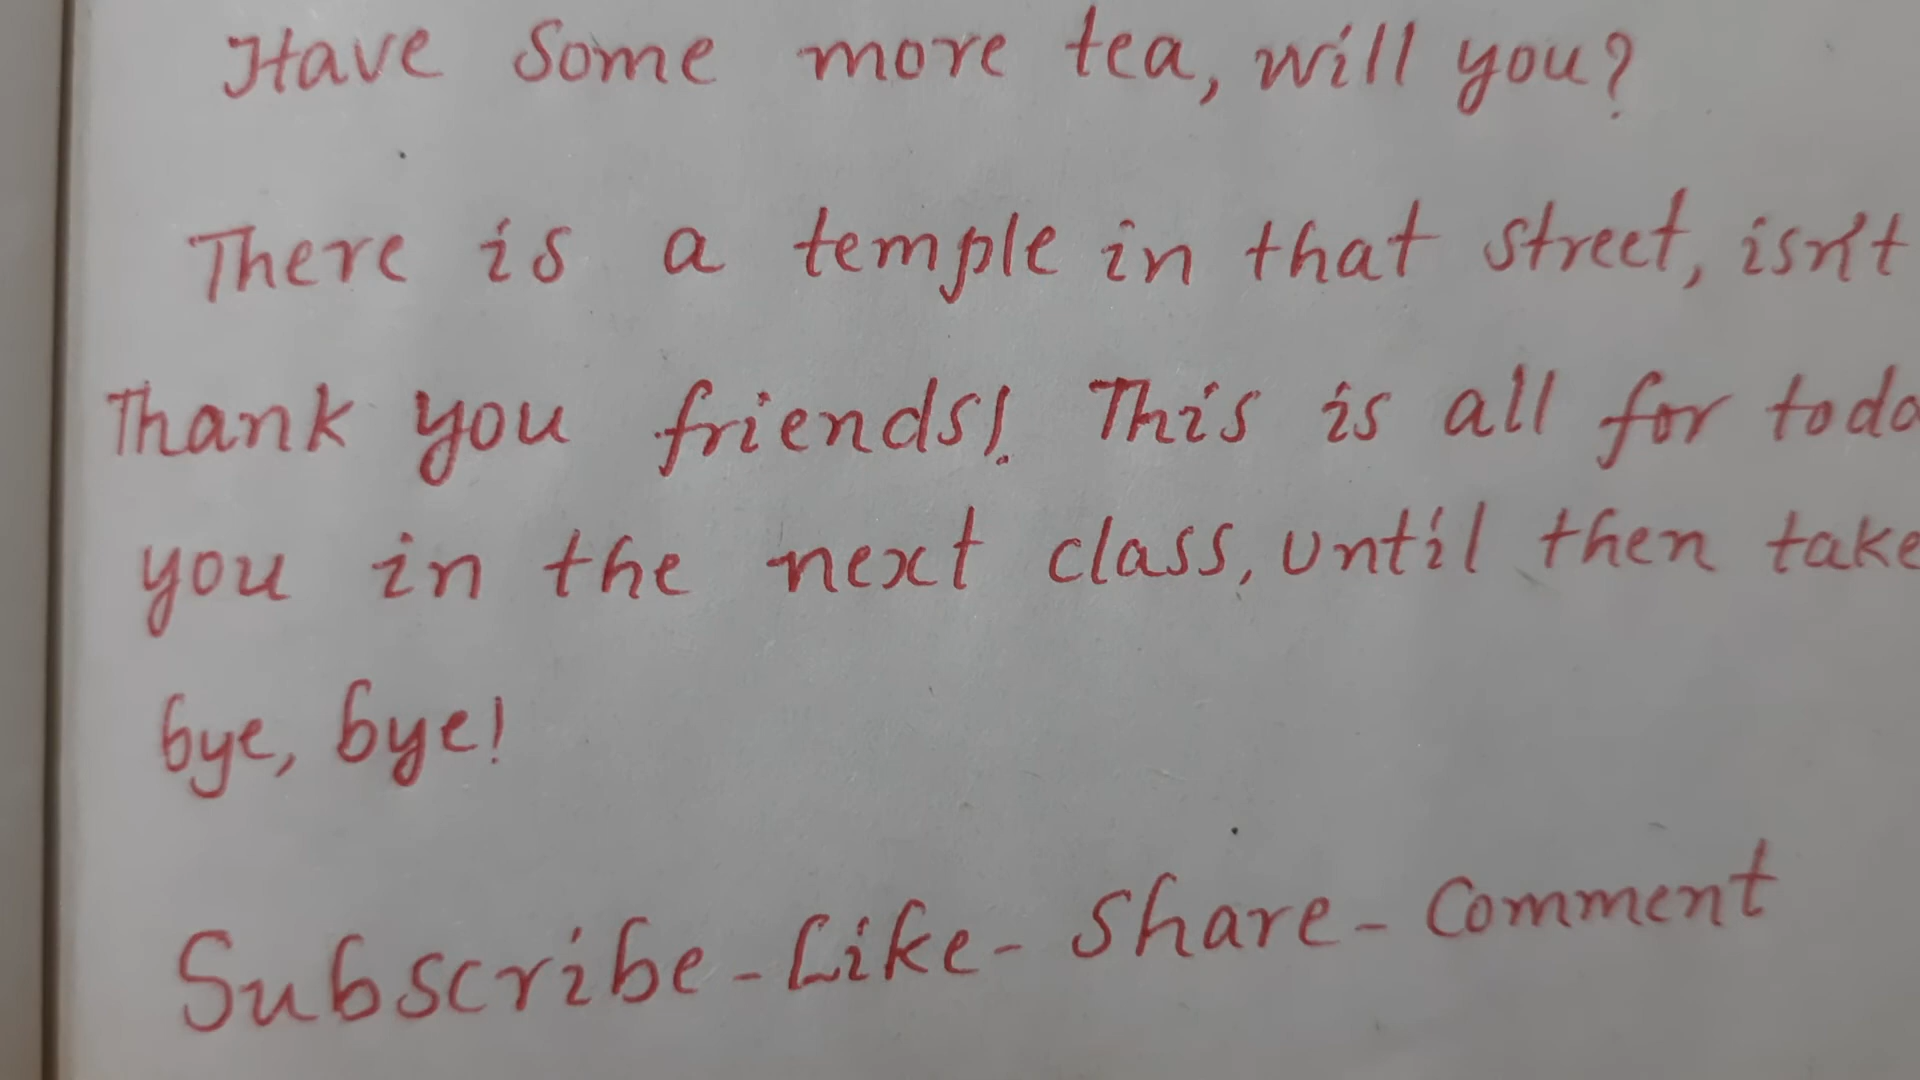 Have some more tea, will you?
There is a temple in that street, isn't
Thank you friends! This is all for toda
you in the next class, until then take
bye, bye!
Subscribe - Like - Share - Comment